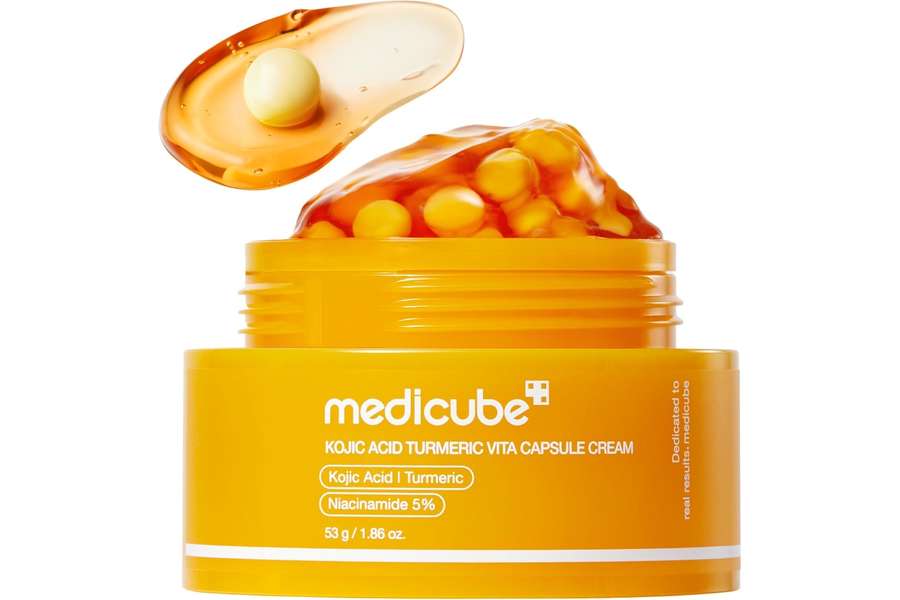 medicube
KOJIC ACID TURMERIC VITA CAPSULE CREAM
Kojic Acid | Turmeric
Niacinamide 5%
53 g / 1.86 oz.
Dedicated to
real results. medicube